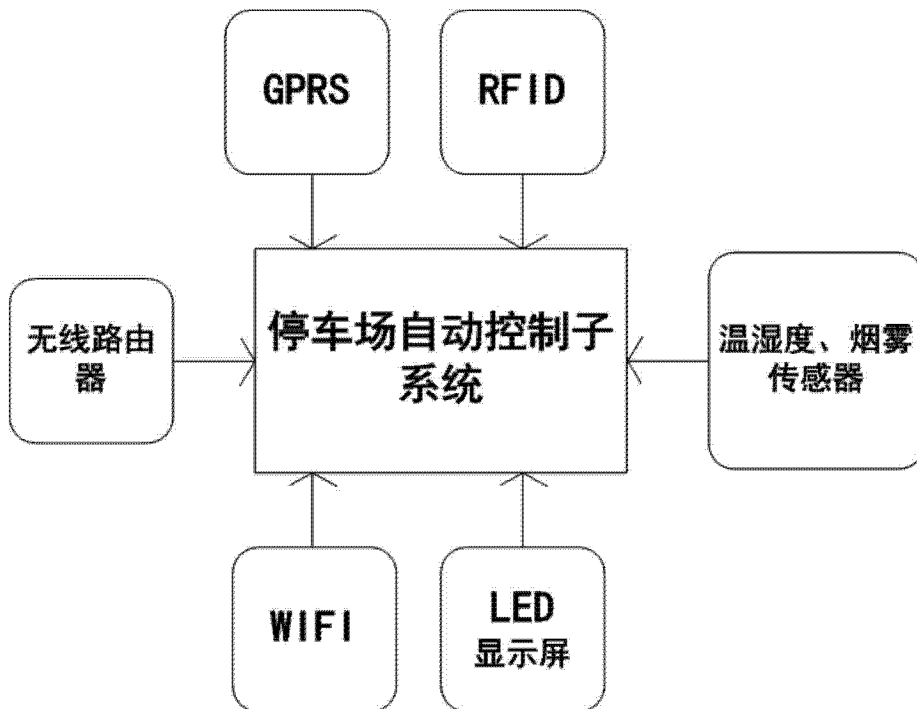 GPRS
RFID
无线路由
器
停车场自动控制子
系统
温湿度、烟雾
传感器
WIFI
LED
显示屏